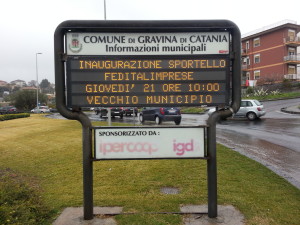 COMUNE DI GRAVINA DI CATANIA
Informazioni municipali
INAUGURAZIONE SPORTELLO
FEDITALIMPRESE
GIOVEDI' 21 ORE 10:00
VECCHIO MUNICIPIO
SPONSORIZZATO DA:
ipercoop igd